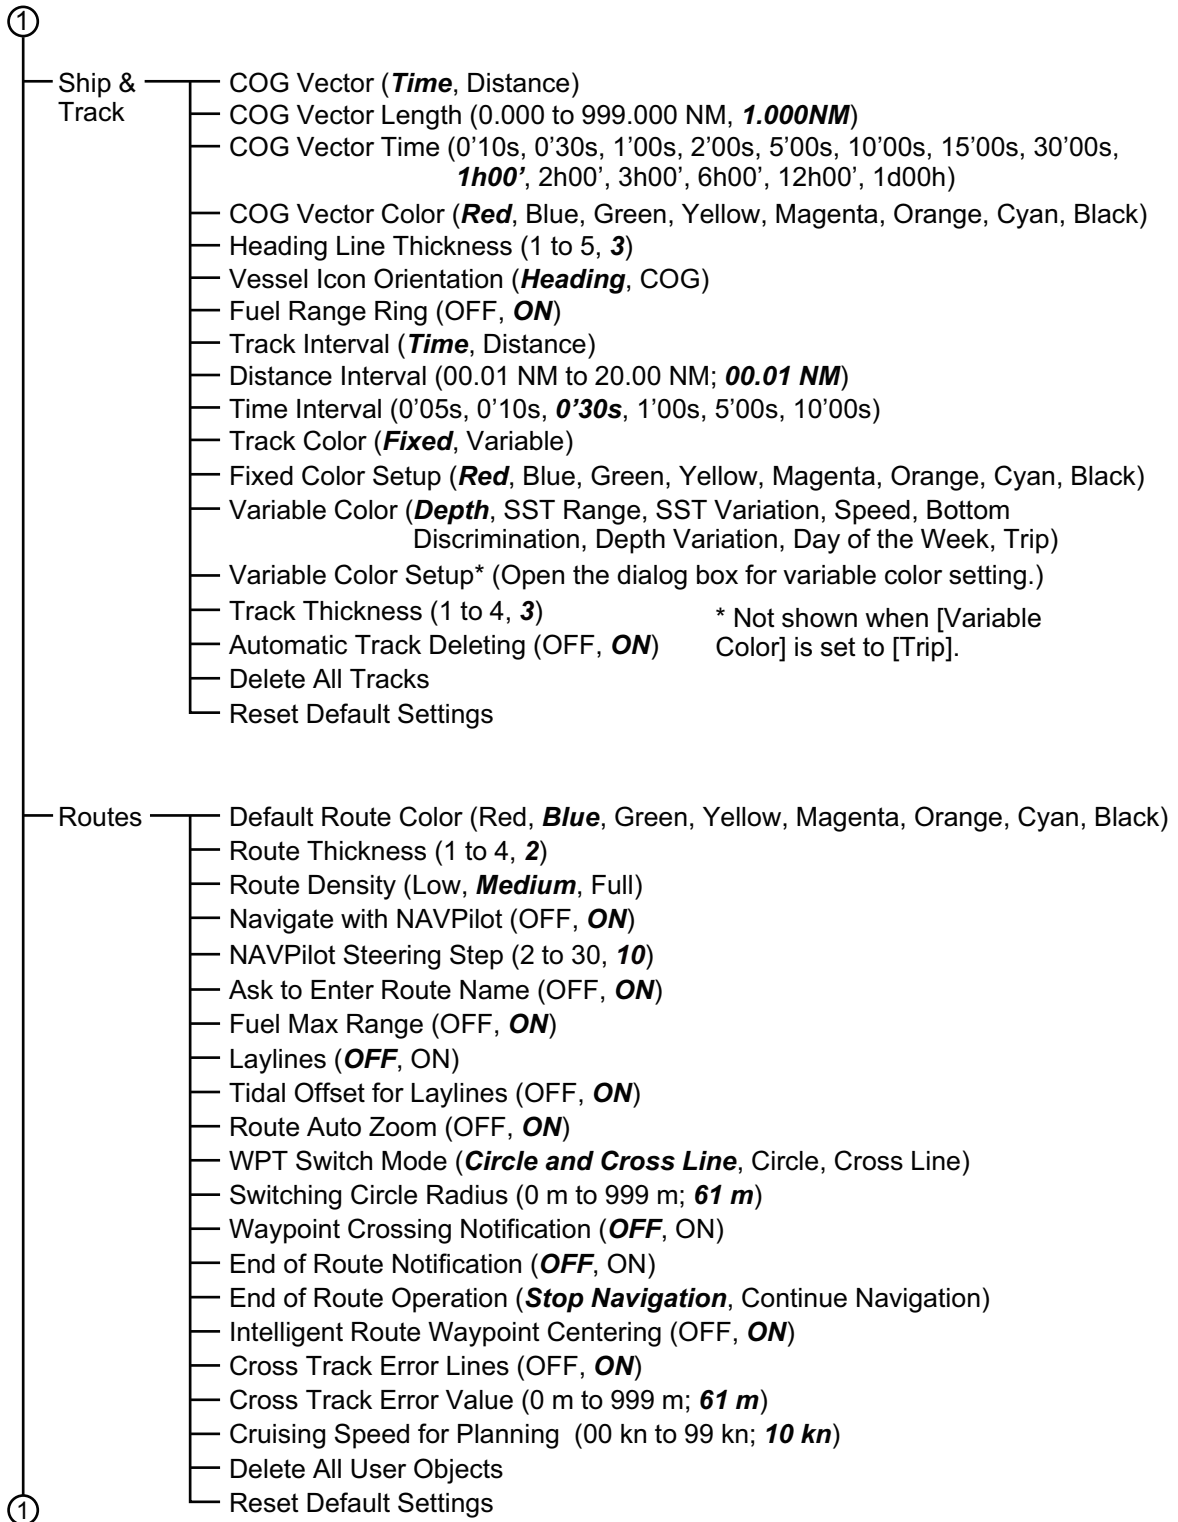 1
Ship &
Track
COG Vector (Time, Distance)
COG Vector Length (0.000 to 999.000 NM, 1.000NM)
COG Vector Time (0’10s, 0’30s, 1’00s, 2’00s, 5’00s, 10’00s, 15’00s, 30’00s,
1h00’, 2h00’, 3h00’, 6h00’, 12h00’, 1d00h)
COG Vector Color (Red, Blue, Green, Yellow, Magenta, Orange, Cyan, Black)
Heading Line Thickness (1 to 5, 3)
Vessel Icon Orientation (Heading, COG)
Fuel Range Ring (OFF, ON)
Track Interval (Time, Distance)
Distance Interval (00.01 NM to 20.00 NM; 00.01 NM)
Time Interval (0’05s, 0’10s, 0’30s, 1’00s, 5’00s, 10’00s)
Track Color (Fixed, Variable)
Fixed Color Setup (Red, Blue, Green, Yellow, Magenta, Orange, Cyan, Black)
Variable Color (Depth, SST Range, SST Variation, Speed, Bottom
Discrimination, Depth Variation, Day of the Week, Trip)
Variable Color Setup* (Open the dialog box for variable color setting.)
Track Thickness (1 to 4, 3)
Automatic Track Deleting (OFF, ON)
* Not shown when [Variable
Color] is set to [Trip].
Delete All Tracks
Reset Default Settings
Routes
Default Route Color (Red, Blue, Green, Yellow, Magenta, Orange, Cyan, Black)
Route Thickness (1 to 4, 2)
Route Density (Low, Medium, Full)
Navigate with NAVPilot (OFF, ON)
NAVPilot Steering Step (2 to 30, 10)
Ask to Enter Route Name (OFF, ON)
Fuel Max Range (OFF, ON)
Laylines (OFF, ON)
Tidal Offset for Laylines (OFF, ON)
Route Auto Zoom (OFF, ON)
WPT Switch Mode (Circle and Cross Line, Circle, Cross Line)
Switching Circle Radius (0 m to 999 m; 61 m)
Waypoint Crossing Notification (OFF, ON)
End of Route Notification (OFF, ON)
End of Route Operation (Stop Navigation, Continue Navigation)
Intelligent Route Waypoint Centering (OFF, ON)
Cross Track Error Lines (OFF, ON)
Cross Track Error Value (0 m to 999 m; 61 m)
Cruising Speed for Planning (00 kn to 99 kn; 10 kn)
Delete All User Objects
Reset Default Settings
1